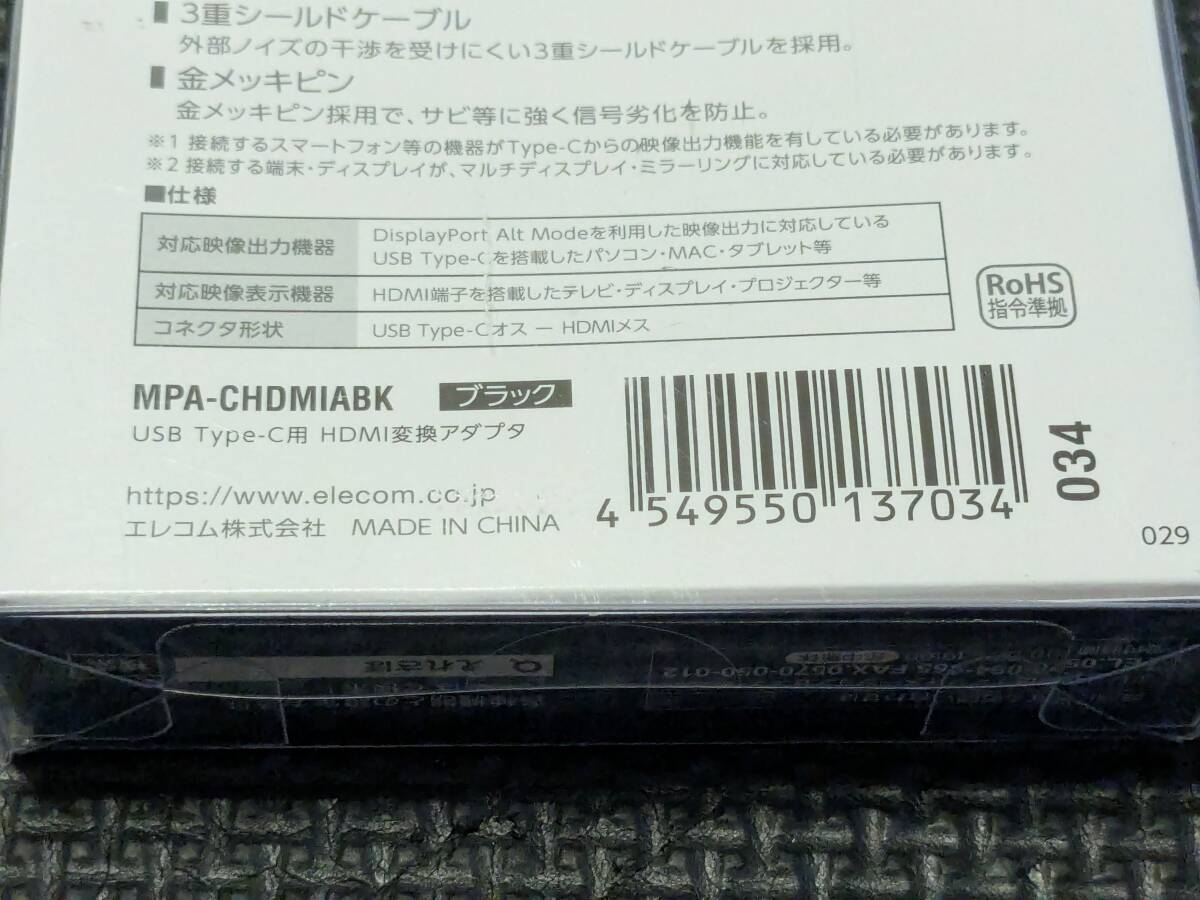 ■ 3重シールドケーブル
外部ノイズの干渉を受けにくい3重シールドケーブルを採用。
■ 金メッキピン
金メッキピン採用で、サビ等に強く信号劣化を防止。
※1 接続するスマートフォン等の機器がType-Cからの映像出力機能を有している必要があります。
※2 接続する端末・ディスプレイが、マルチディスプレイ・ミラーリングに対応している必要があります。
■仕様
対応映像出力機器 DisplayPort Alt Modeを利用した映像出力に対応している
USB Type-Cを搭載したパソコン・MAC・タブレット等
対応映像表示機器 HDMI端子を搭載したテレビ・ディスプレイ・プロジェクター等
コネクタ形状 USB Type-Cオス ー HDMIメス
RoHS
指令準拠
MPA-CHDMIABK ブラック
USB Type-C用 HDMI変換アダプタ
https://www.elecom.co.jp
エレコム株式会社 MADE IN CHINA
4 549550 137034
034
029
えれさぽ
FAX.0570-050-012